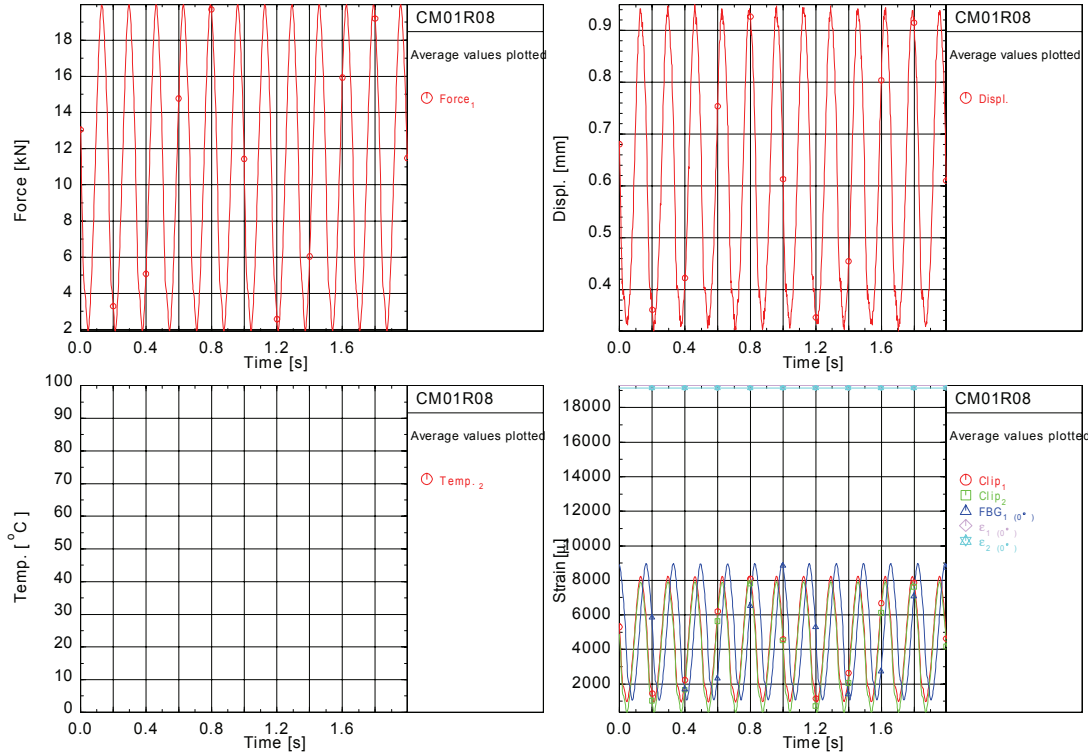 CM01R08
Average values plotted
Force₁
18
16
14
12
10
8
6
4
2
Force [kN]
0.0 0.4 0.8 1.2 1.6
Time [s]
CM01R08
Average values plotted
Displ.
0.9
0.8
0.7
0.6
0.5
0.4
Displ. [mm]
0.0 0.4 0.8 1.2 1.6
Time [s]
CM01R08
Average values plotted
Temp.₂
100
90
80
70
60
50
40
30
20
10
0
Temp. [°C]
0.0 0.4 0.8 1.2 1.6
Time [s]
CM01R08
Average values plotted
Clip₁
Clip₂
FBG₁ (0°)
ε₁ (0°)
ε₂ (0°)
18000
16000
14000
12000
10000
8000
6000
4000
2000
Strain [μ]
0.0 0.4 0.8 1.2 1.6
Time [s]